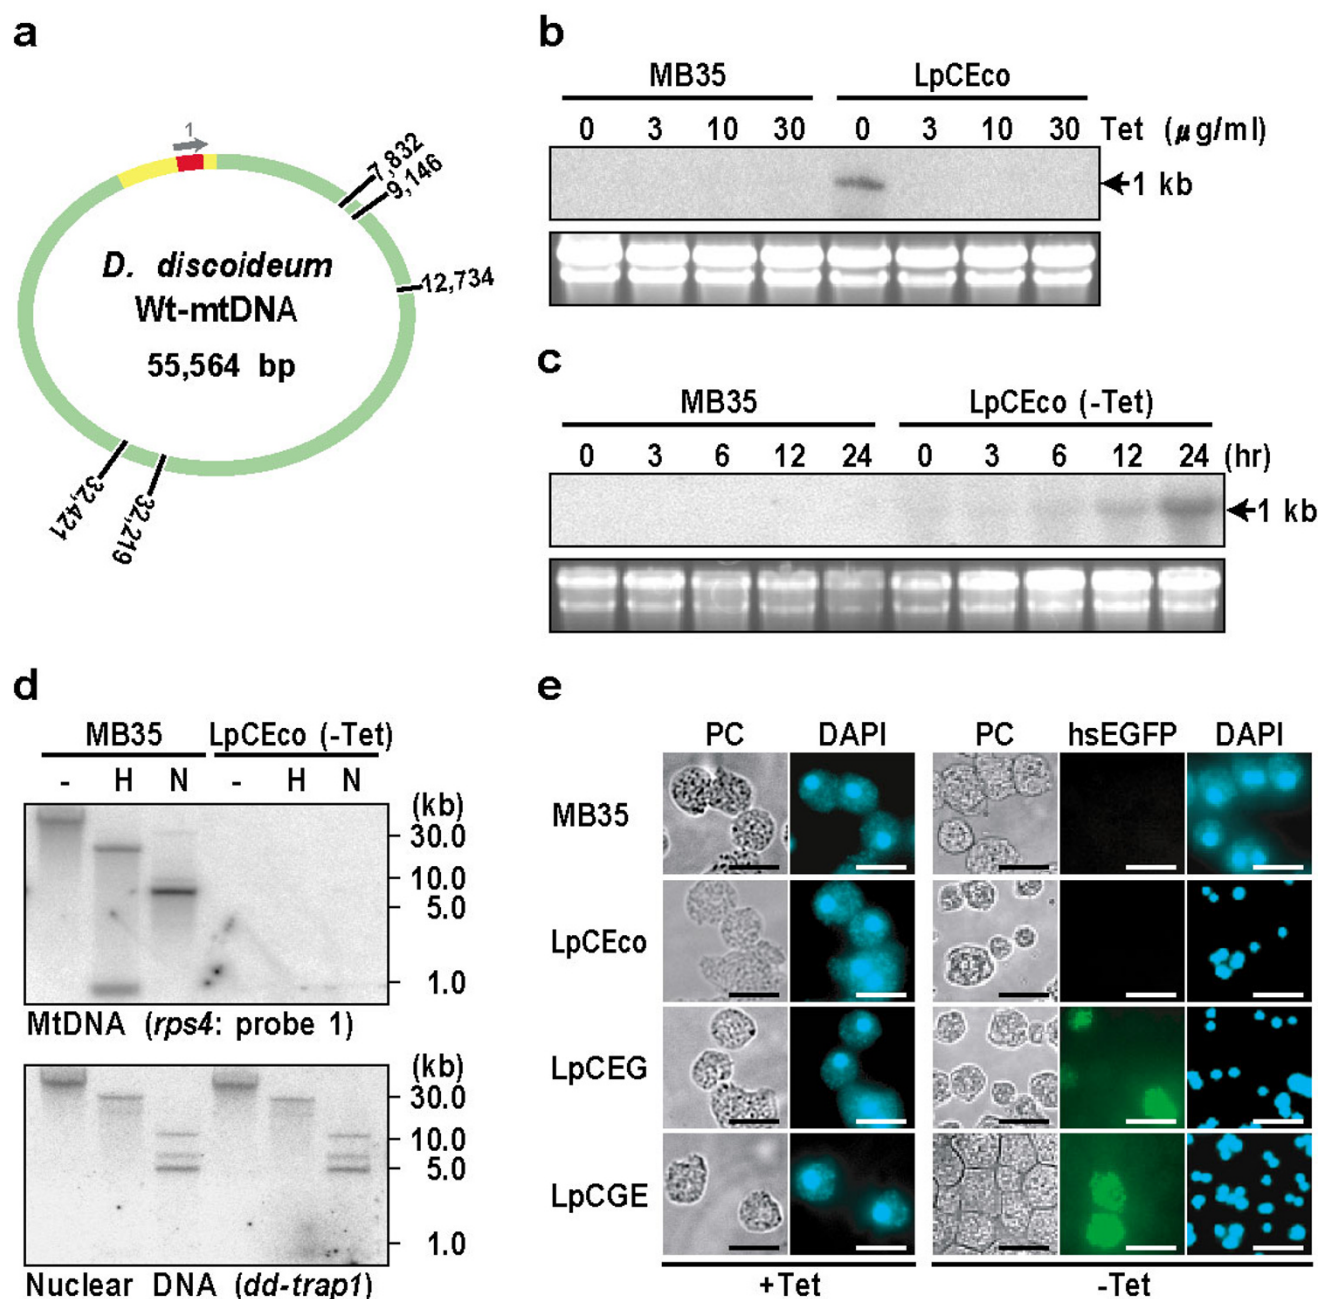 a
1
7,832
9,146
D. discoideum
12,734
Wt-mtDNA
55,564 bp
32,421
32,219
b
MB35 LpCEco
0 3 10 30 0 3 10 30 Tet (μg/ml)
1 kb
c
MB35 LpCEco (-Tet)
0 3 6 12 24 0 3 6 12 24 (hr)
1 kb
d
MB35 LpCEco (-Tet)
- H N - H N
(kb)
30.0
10.0
5.0
1.0
MtDNA (rps4: probe 1)
(kb)
30.0
10.0
5.0
1.0
Nuclear DNA (dd-trap1)
e
PC DAPI PC hsEGFP DAPI
MB35
LpCEco
LpCEG
LpCGE
+Tet -Tet